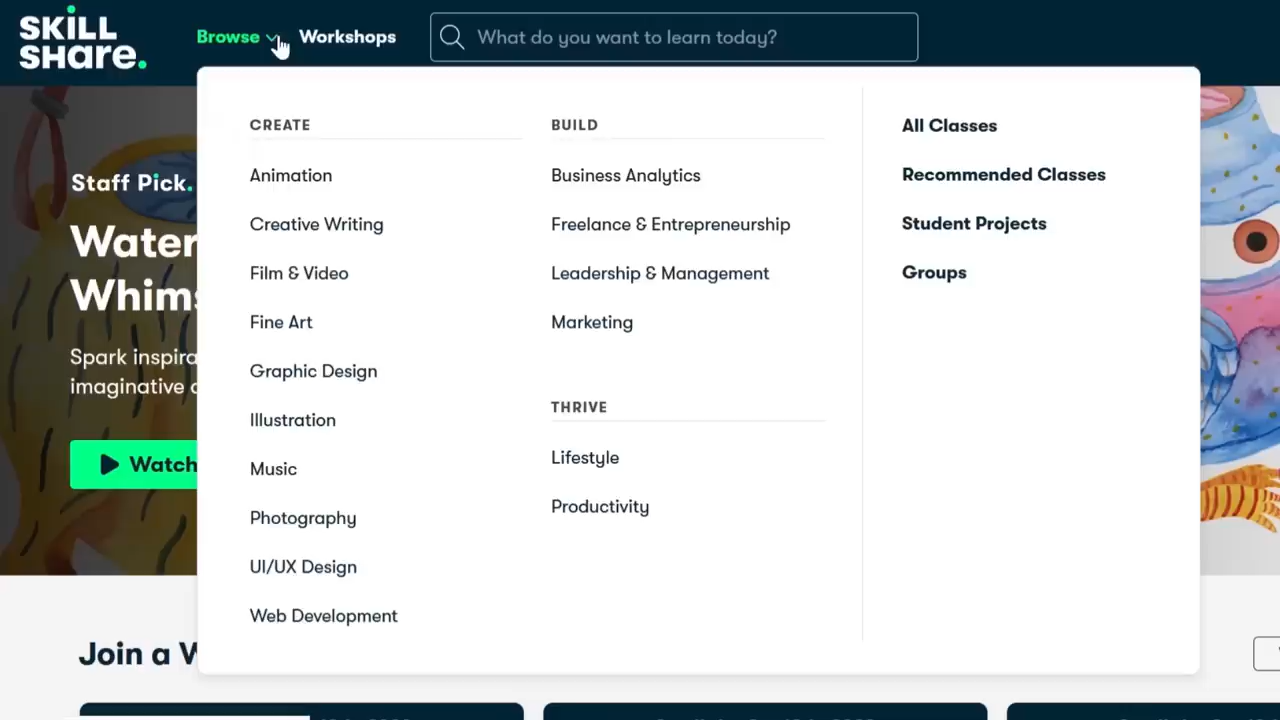 SKILL
SHARE.
Browse
Workshops
What do you want to learn today?
CREATE
Animation
Creative Writing
Film & Video
Fine Art
Graphic Design
Illustration
Music
Photography
UI/UX Design
Web Development
BUILD
Business Analytics
Freelance & Entrepreneurship
Leadership & Management
Marketing
THRIVE
Lifestyle
Productivity
All Classes
Recommended Classes
Student Projects
Groups
Staff Pick.
Water
Whims
Spark inspira
imaginative
Watch
Join a W